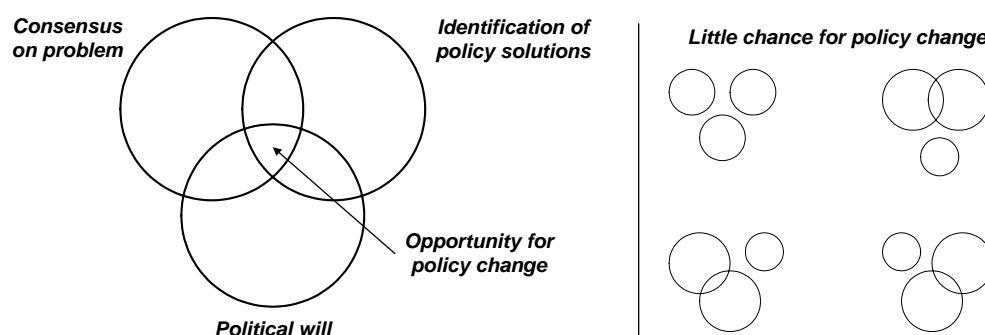 Consensus
on problem
Identification of
policy solutions
Opportunity for
policy change
Political will
Little chance for policy change